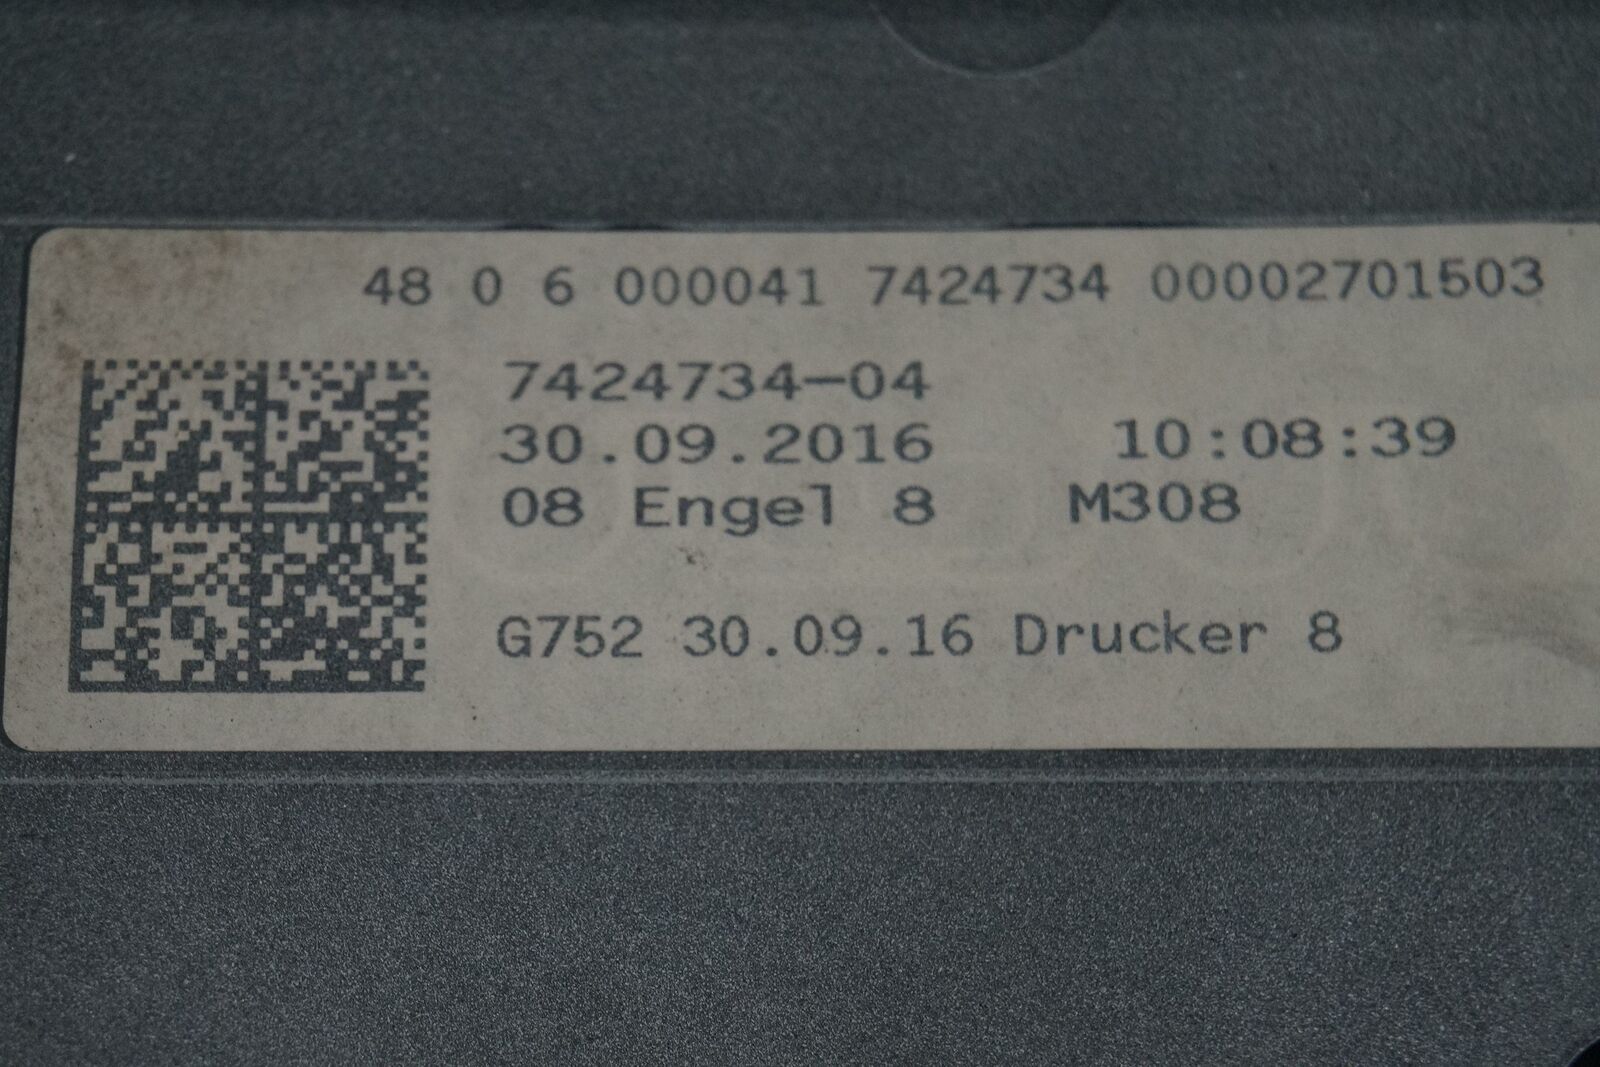 48 0 6 000041 7424734 00002701503
7424734-04
30.09.2016 10:08:39
08 Engel 8 M308
G752 30.09.16 Drucker 8